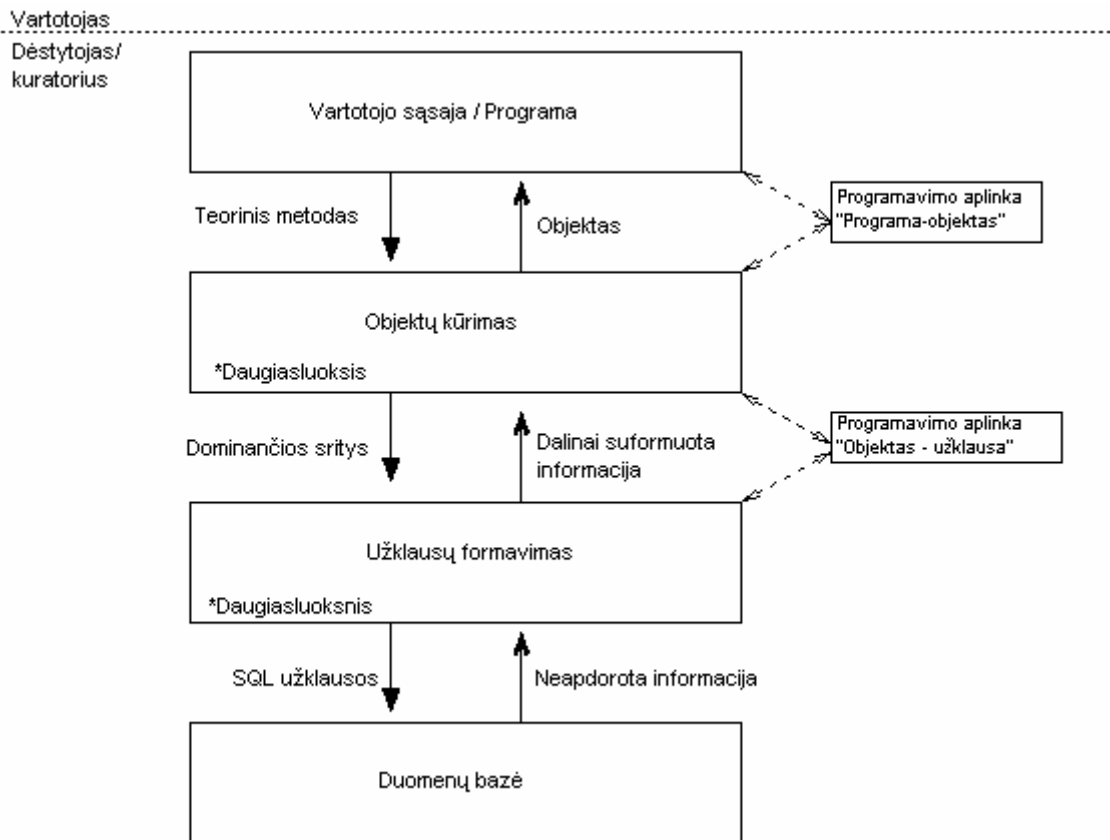 Vartotojas
Dėstytojas/
kuratorius
Vartotojo sąsaja / Programa
Programavimo aplinka
"Programa-objektas"
Teorinis metodas
Objektas
Objektų kūrimas
*Daugiasluoksis
Programavimo aplinka
"Objektas - užklausa"
Dominančios sritys
Dalinai suformuota
informacija
Užklausų formavimas
*Daugiasluoksnis
SQL užklausos
Neapdorota informacija
Duomenų bazė